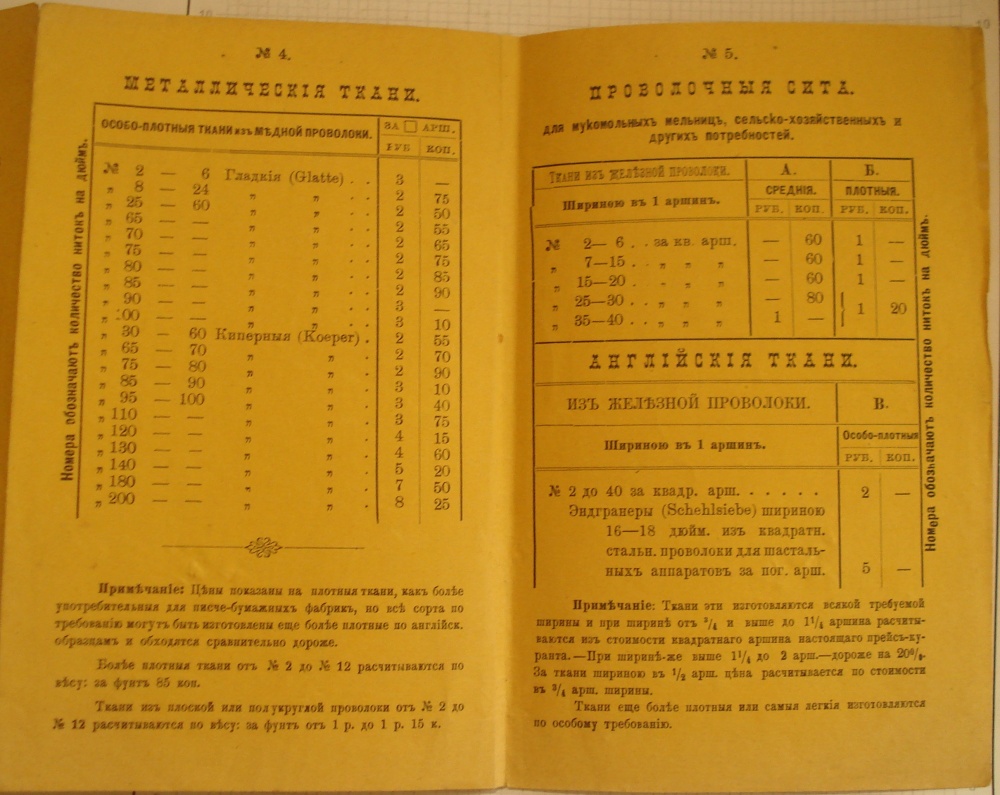 № 4.
МЕТАЛЛИЧЕСКІЯ ТКАНИ.
Номера обозначаютъ количество нитокъ на дюймъ.
ОСОБО-ПЛОТНЫЯ ТКАНИ изъ МѢДНОЙ ПРОВОЛОКИ. ЗА □ АРШ.
РУБ КОП.
№ 2 — 6 Гладкія (Glatte) . . 3 —
„ 8 — 24 „ „ . . 2 75
„ 25 — 60 „ „ . . 2 50
„ 65 — — „ „ . . 2 55
„ 70 — — „ „ . . 2 65
„ 75 — — „ „ . . 2 75
„ 80 — — „ „ . . 2 85
„ 85 — — „ „ . . 2 90
„ 90 — — „ „ . . 3 —
„ 100 — — „ „ . . 3 10
„ 30 — 60 Киперныя (Koeper) . 2 55
„ 65 — 70 „ „ . 2 70
„ 75 — 80 „ „ . 2 90
„ 85 — 90 „ „ . 3 10
„ 95 — 100 „ „ . 3 40
„ 110 — — „ „ . 3 75
„ 120 — — „ „ . 4 15
„ 130 — — „ „ . 4 60
„ 140 — — „ „ . 5 20
„ 180 — — „ „ . 7 50
„ 200 — — „ „ . 8 25
Примѣчаніе: Цѣны показаны на плотныя ткани, какъ болѣе
употребительныя для писче-бумажныхъ фабрикъ, но всѣ сорта по
требованію могутъ быть изготовлены еще болѣе плотные по англійск.
образцамъ и обходятся сравнительно дороже.
Болѣе плотныя ткани отъ № 2 до № 12 расчитываются по
вѣсу: за фунтъ 85 коп.
Ткани изъ плоской или полукруглой проволоки отъ № 2 до
№ 12 расчитываются по вѣсу: за фунтъ от 1 р. до 1 р. 15 к.
№ 5.
ПРОВОЛОЧНЫЯ СИТА.
для мукомольныхъ мельницъ, сельско-хозяйственныхъ и
другихъ потребностей.
Ткани изъ желѣзной проволоки. А. Б.
СРЕДНІЯ. ПЛОТНЫЯ.
Шириною въ 1 аршинъ. РУБ. КОП. РУБ. КОП.
№ 2— 6 . . за кв. арш. — 60 1 —
„ 7—15 . . „ „ „ — 60 1 —
„ 15—20 . . „ „ „ — 60 1 —
„ 25—30 . . „ „ „ — 80 1 20
„ 35—40 . . „ „ „ 1 —
АНГЛІЙСКІЯ ТКАНИ.
ИЗЪ ЖЕЛѢЗНОЙ ПРОВОЛОКИ. В.
Особо-плотныя
Шириною въ 1 аршинъ. РУБ. КОП.
№ 2 до 40 за квадр. арш. . . . . . . 2 —
Эндгранеры (Schehlsiebe) шириною
16—18 дюйм. изъ квадратн.
стальн. проволоки для шасталь-
ныхъ аппаратовъ за пог. арш. 5 —
Номера обозначаютъ количество нитокъ на дюймъ.
Примѣчаніе: Ткани эти изготовляются всякой требуемой
ширины и при ширинѣ отъ ³/₄ и выше до 1¹/₄ аршина расчиты-
ваются изъ стоимости квадратнаго аршина настоящаго прейсъ-ку-
ранта.—При ширинѣ-же выше 1¹/₄ до 2 арш.—дороже на 20%.
За ткани шириною въ ¹/₂ арш. цѣна расчитывается по стоимости
въ ³/₄ арш. ширины.
Ткани еще болѣе плотныя или самыя легкія изготовляются
по особому требованію.